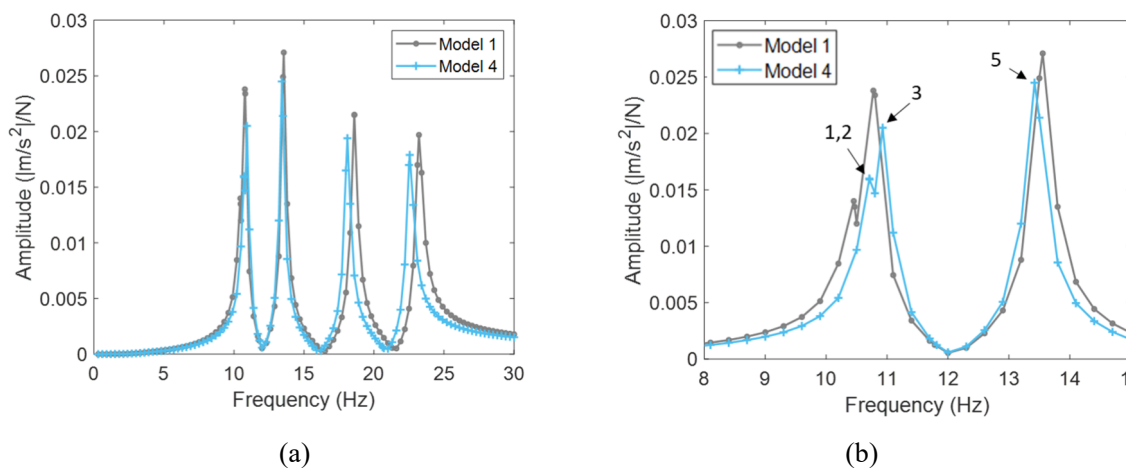 0.03
0.025
0.02
0.015
0.01
0.005
0
Amplitude (|m/s²|/N)
Model 1
Model 4
0 5 10 15 20 25 30
Frequency (Hz)
(a)
0.03
0.025
0.02
0.015
0.01
0.005
0
Amplitude (|m/s²|/N)
Model 1
Model 4
1,2
3
5
8 9 10 11 12 13 14 15
Frequency (Hz)
(b)